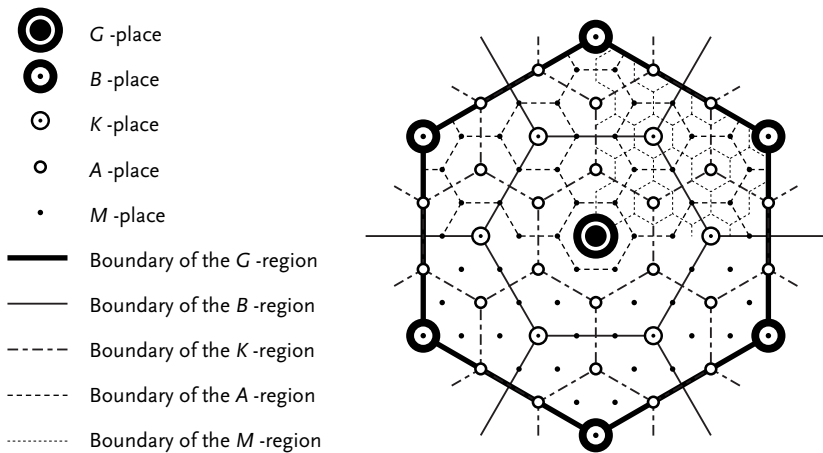 G -place
B -place
K -place
A -place
M -place
Boundary of the G -region
Boundary of the B -region
Boundary of the K -region
Boundary of the A -region
Boundary of the M -region